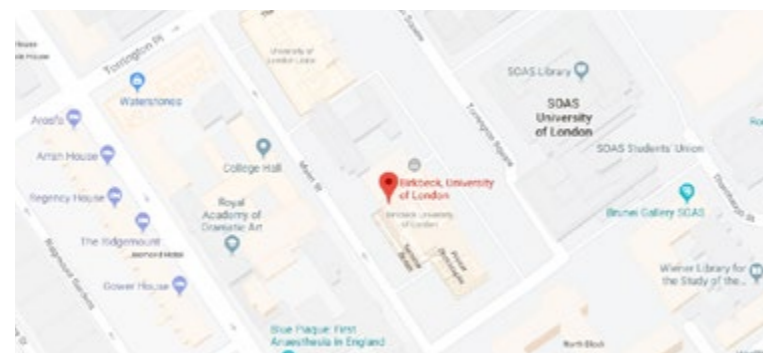 Torrington Pl
Waterstones
Arosfa
Arran House
Regency House
The Ridgemount
Gower House
Ridgmount Gardens
College Hall
Royal
Academy of
Dramatic Art
Malet St
University of
London Union
Square
Torrington Square
Birkbeck, University
of London
Birkbeck University
of London
SOAS Library
SOAS
University
of London
SOAS Students' Union
Brunei Gallery SOAS
Thornhaugh St
Wiener Library for
the Study of the...
North Block
Blue Plaque: First
Anaesthesia in England